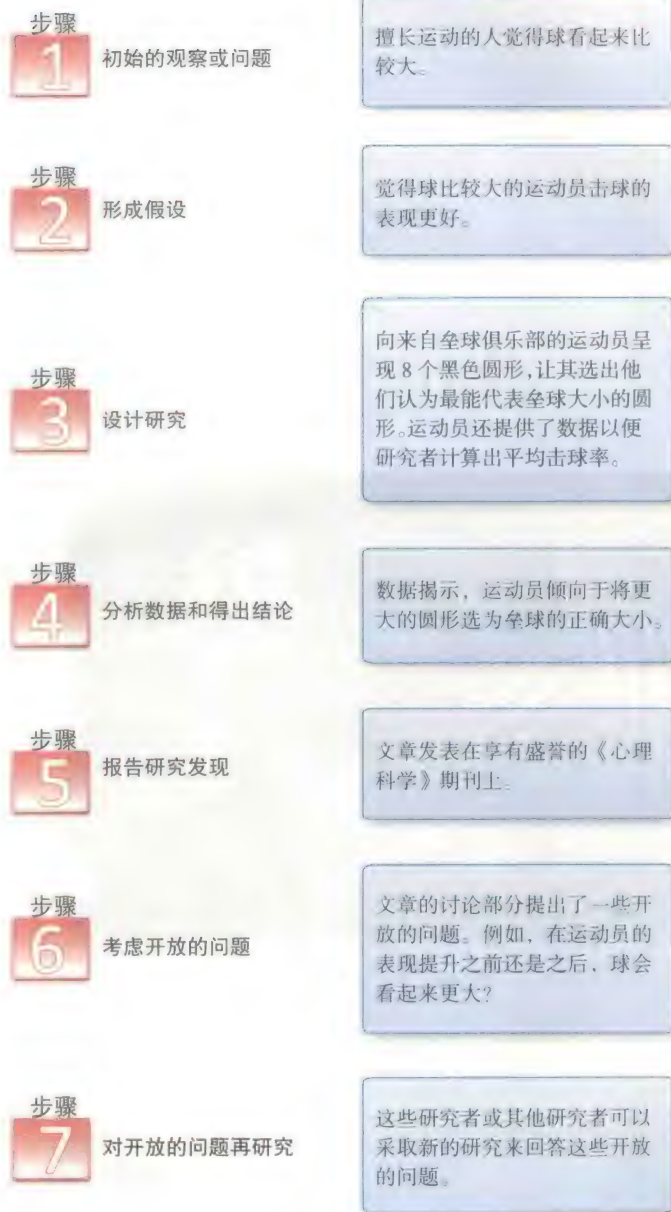 步骤
1
初始的观察或问题
擅长运动的人觉得球看起来比
较大。
步骤
2
形成假设
觉得球比较大的运动员击球的
表现更好。
步骤
3
设计研究
向来自垒球俱乐部的运动员呈
现 8 个黑色圆形,让其选出他
们认为最能代表垒球大小的圆
形。运动员还提供了数据以便
研究者计算出平均击球率。
步骤
4
分析数据和得出结论
数据揭示，运动员倾向于将更
大的圆形选为垒球的正确大小。
步骤
5
报告研究发现
文章发表在享有盛誉的《心理
科学》期刊上。
步骤
6
考虑开放的问题
文章的讨论部分提出了一些开
放的问题。例如，在运动员的
表现提升之前还是之后，球会
看起来更大?
步骤
7
对开放的问题再研究
这些研究者或其他研究者可以
采取新的研究来回答这些开放
的问题。